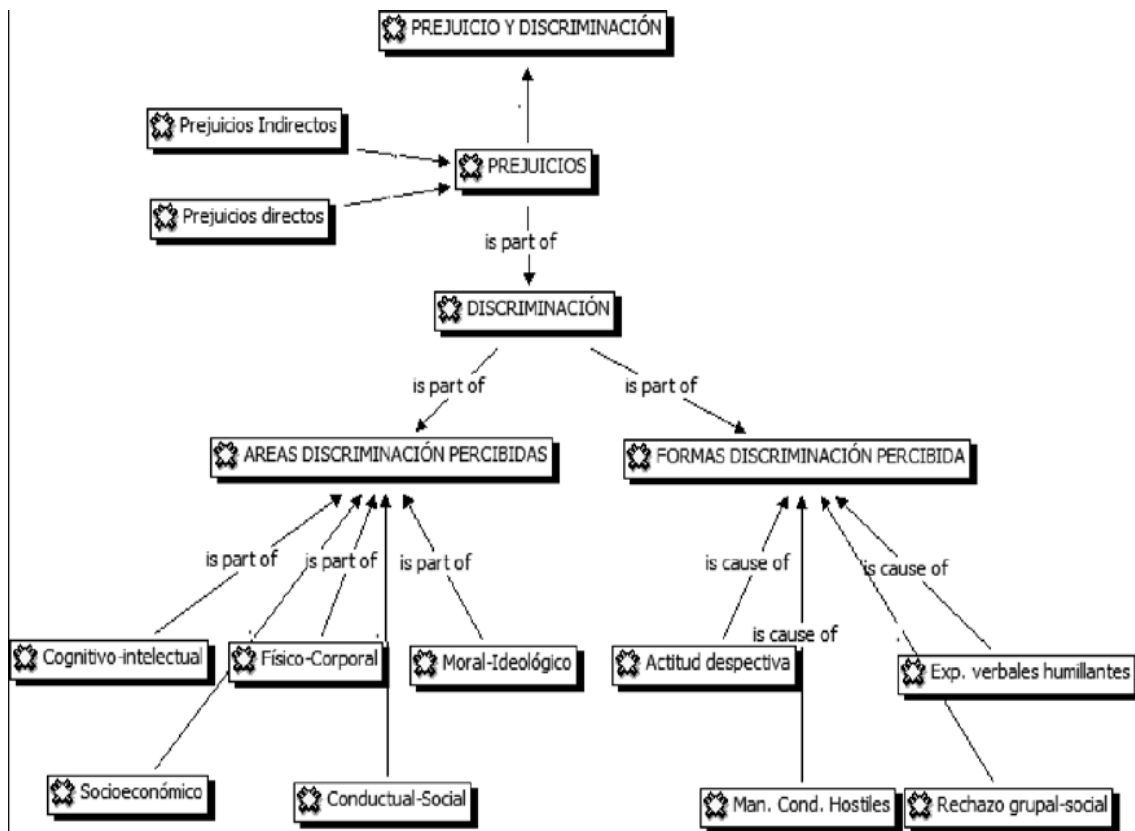 PREJUICIO Y DISCRIMINACIÓN
Prejuicios Indirectos
PREJUICIOS
Prejuicios directos
is part of
DISCRIMINACIÓN
is part of
is part of
AREAS DISCRIMINACIÓN PERCIBIDAS
FORMAS DISCRIMINACIÓN PERCIBIDA
is part of
is part of
is part of
is cause of
is cause of
is cause of
Cognitivo-intelectual
Físico-Corporal
Moral-Ideológico
Actitud despectiva
Exp. verbales humillantes
Socioeconómico
Conductual-Social
Man. Cond. Hostiles
Rechazo grupal-social